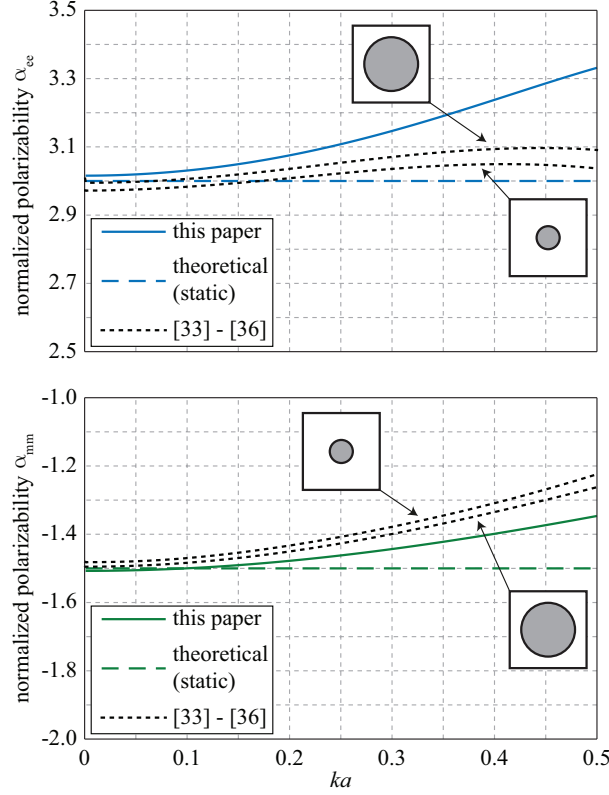 3.5
3.3
3.1
2.9
2.7
2.5
normalized polarizability αee
this paper
theoretical
(static)
[33] - [36]
-1.0
-1.2
-1.4
-1.6
-1.8
-2.0
normalized polarizability αmm
this paper
theoretical
(static)
[33] - [36]
0 0.1 0.2 0.3 0.4 0.5
ka